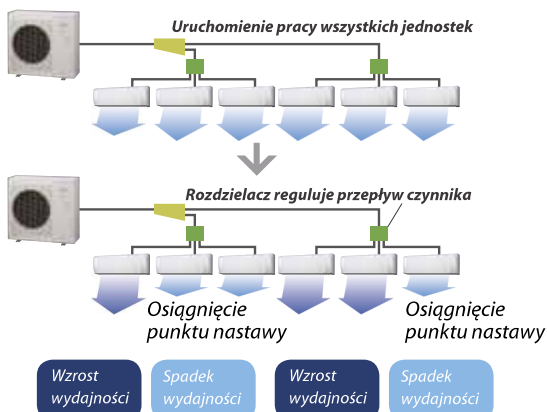 Uruchomienie pracy wszystkich jednostek
Rozdzielacz reguluje przepływ czynnika
Osiągnięcie
punktu nastawy
Osiągnięcie
punktu nastawy
Wzrost
wydajności
Spadek
wydajności
Wzrost
wydajności
Spadek
wydajności